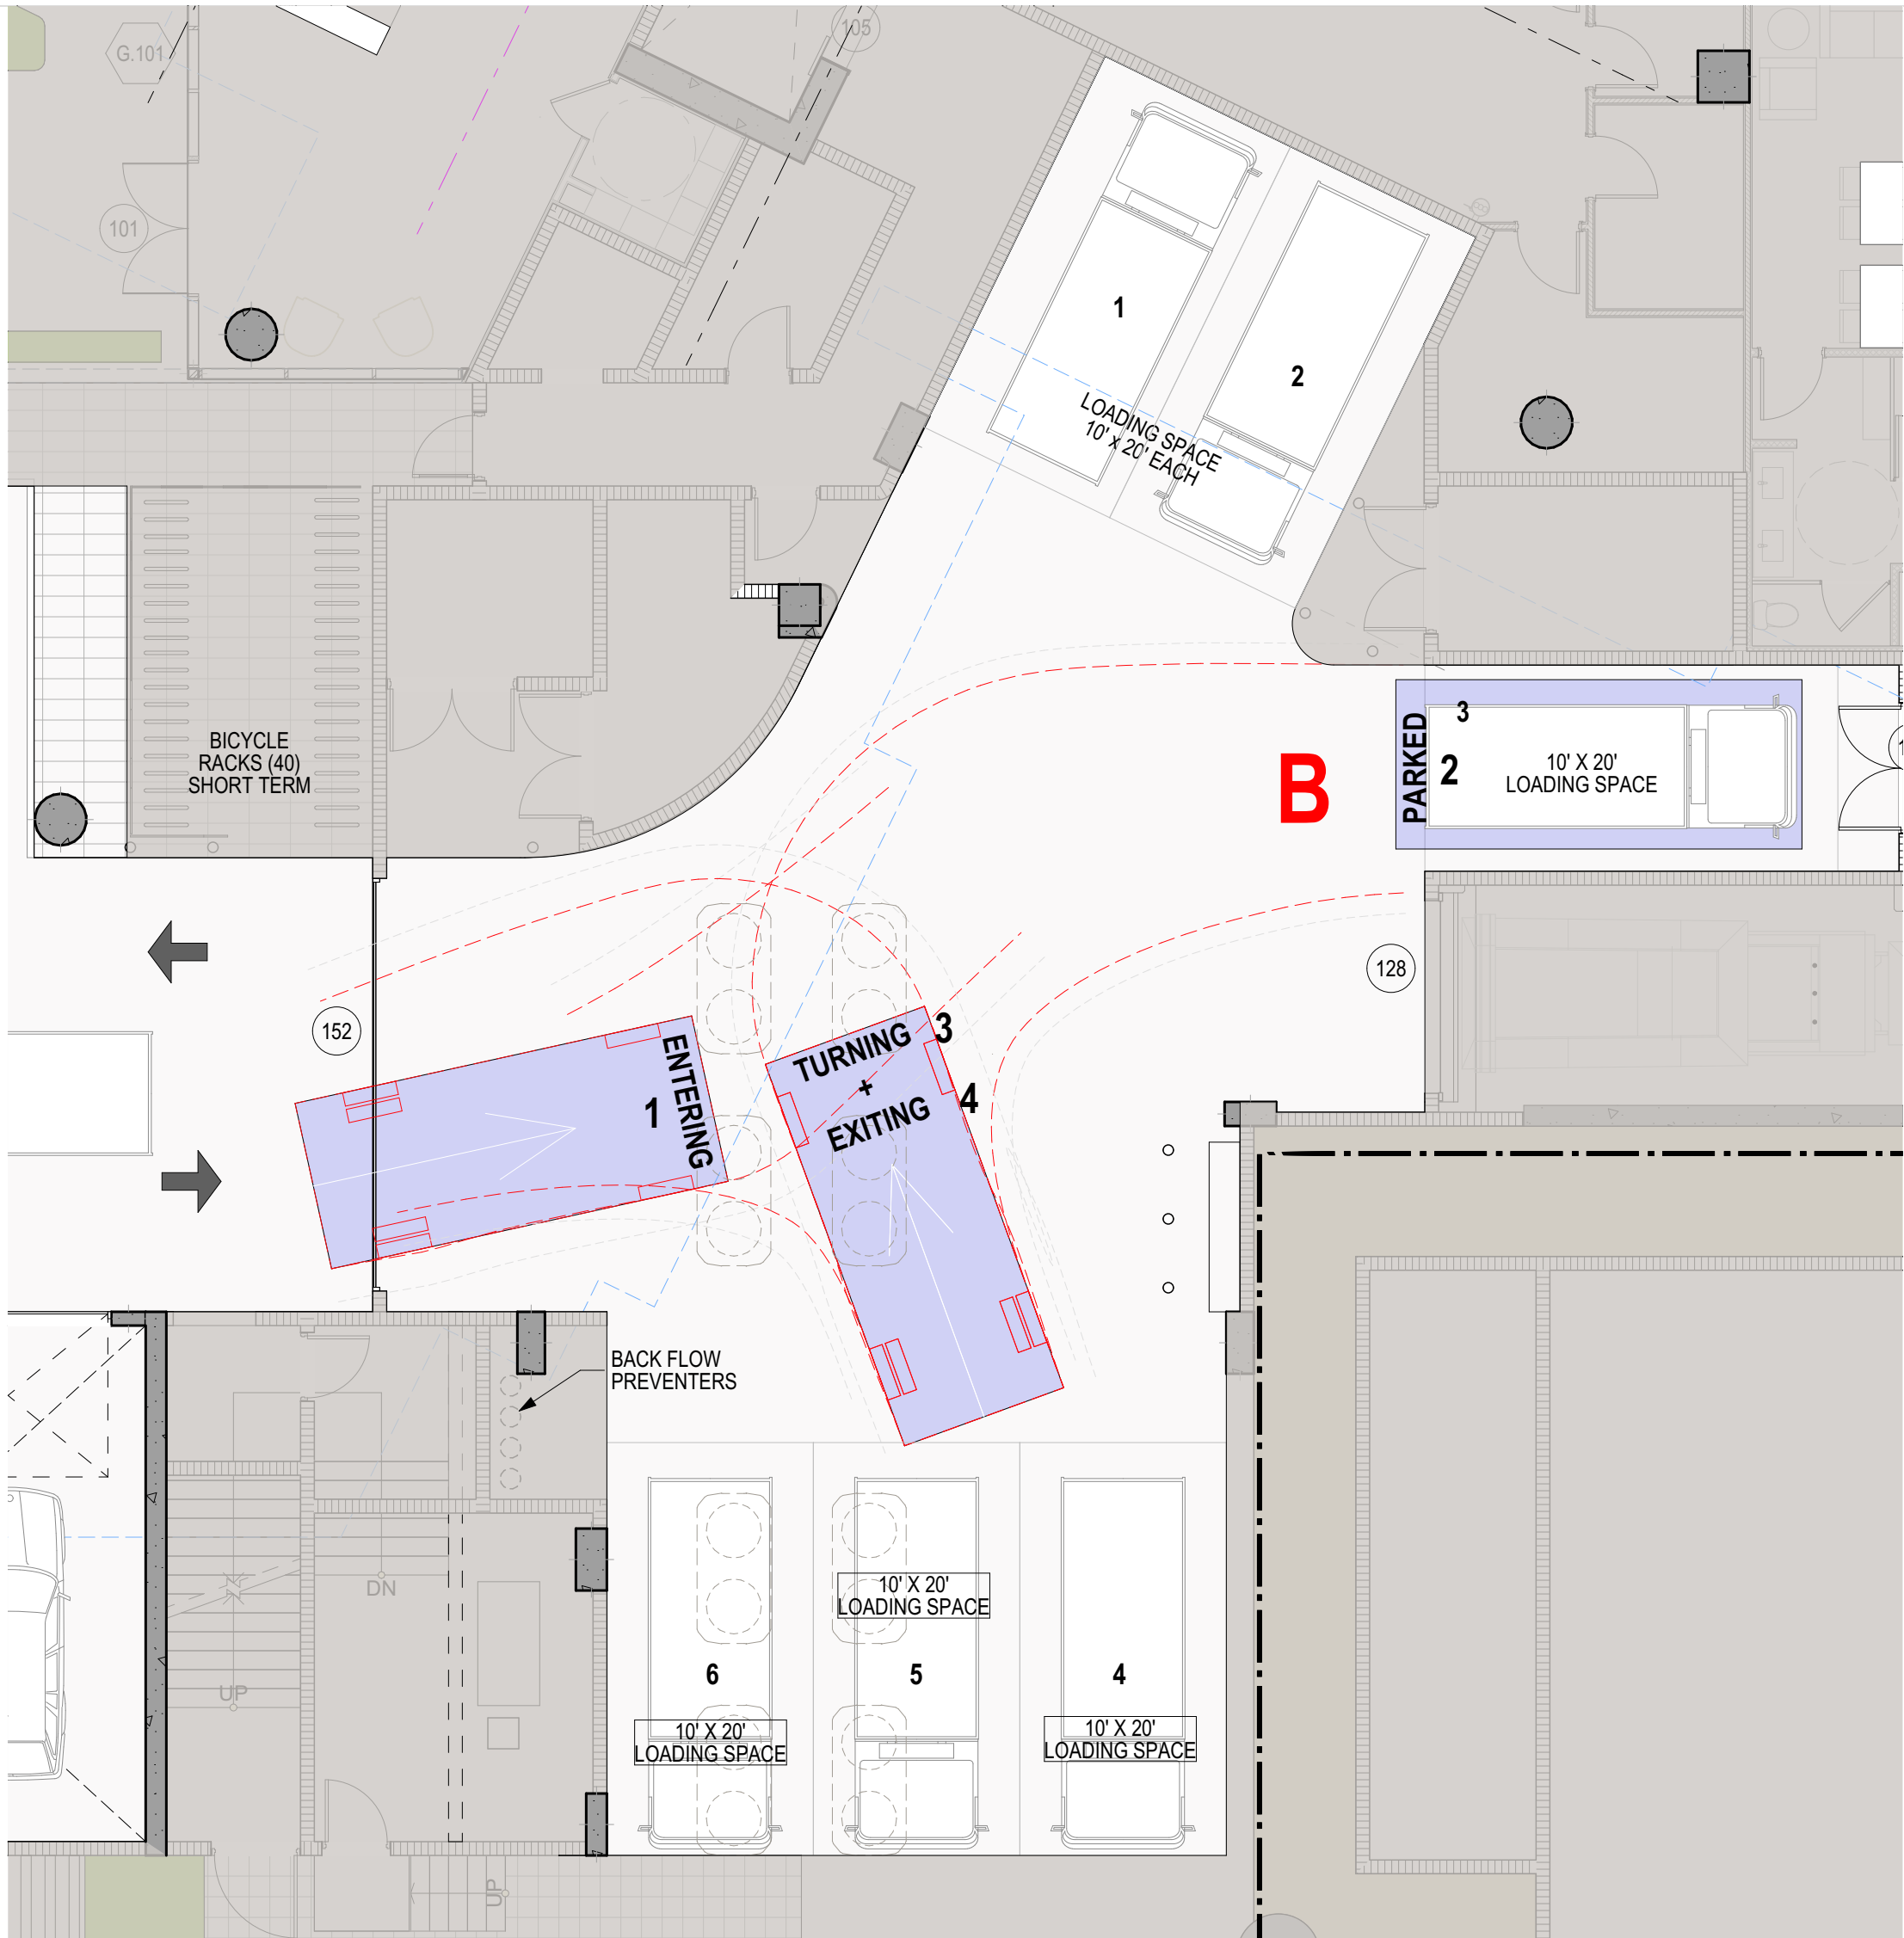 G.101
105
101
1
2
LOADING SPACE
10' X 20' EACH
BICYCLE
RACKS (40)
SHORT TERM
B
PARKED
3
2
10' X 20'
LOADING SPACE
152
128
ENTERING
1
TURNING
+
EXITING
3
4
BACK FLOW
PREVENTERS
DN
UP
UP
10' X 20'
LOADING SPACE
6
5
4
10' X 20'
LOADING SPACE
10' X 20'
LOADING SPACE